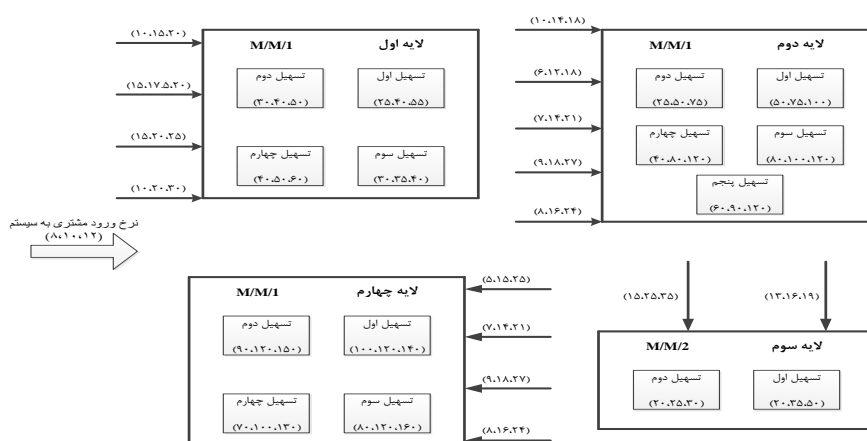 (۱۰،۱۵،۲۰)
(۱۵،۱۷.۵،۲۰)
(۱۵،۲۰،۲۵)
(۱۰،۲۰،۳۰)
لایه اول
M/M/1
تسهیل اول
(۲۵،۴۰،۵۵)
تسهیل دوم
(۳۰،۴۰،۵۰)
تسهیل سوم
(۳۰،۳۵،۴۰)
تسهیل چهارم
(۴۰،۵۰،۶۰)
(۱۰،۱۴،۱۸)
(۶،۱۲،۱۸)
(۷،۱۴،۲۱)
(۹،۱۸،۲۷)
(۸،۱۶،۲۴)
لایه دوم
M/M/1
تسهیل اول
(۵۰،۷۵،۱۰۰)
تسهیل دوم
(۲۵،۵۰،۷۵)
تسهیل سوم
(۸۰،۱۰۰،۱۲۰)
تسهیل چهارم
(۴۰،۸۰،۱۲۰)
تسهیل پنجم
(۶۰،۹۰،۱۲۰)
نرخ ورود مشتری به سیستم
(۸،۱۰،۱۲)
(۱۵،۲۵،۳۵)
(۱۳،۱۶،۱۹)
لایه سوم
M/M/2
تسهیل اول
(۲۰،۳۵،۵۰)
تسهیل دوم
(۲۰،۲۵،۳۰)
لایه چهارم
M/M/1
تسهیل اول
(۱۰۰،۱۲۰،۱۴۰)
تسهیل دوم
(۹۰،۱۲۰،۱۵۰)
تسهیل سوم
(۸۰،۱۲۰،۱۶۰)
تسهیل چهارم
(۷۰،۱۰۰،۱۳۰)
(۵،۱۵،۲۵)
(۷،۱۴،۲۱)
(۹،۱۸،۲۷)
(۸،۱۶،۲۴)